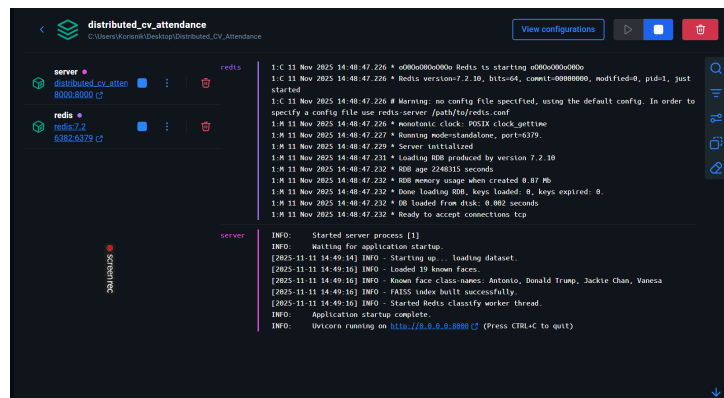 distributed_cv_attendance
C:\Users\Korisnik\Desktop\Distributed_CV_Attendance
View configurations
server
distributed_cv_atten
8000:8000
redis
redis:7.2
6382:6379
screenrec
redis
1:C 11 Nov 2025 14:48:47.226 * oO0OoO0OoO0Oo Redis is starting oO0OoO0OoO0Oo
1:C 11 Nov 2025 14:48:47.226 * Redis version=7.2.10, bits=64, commit=00000000, modified=0, pid=1, just
started
1:C 11 Nov 2025 14:48:47.226 # Warning: no config file specified, using the default config. In order to
specify a config file use redis-server /path/to/redis.conf
1:M 11 Nov 2025 14:48:47.226 * monotonic clock: POSIX clock_gettime
1:M 11 Nov 2025 14:48:47.227 * Running mode=standalone, port=6379.
1:M 11 Nov 2025 14:48:47.229 * Server initialized
1:M 11 Nov 2025 14:48:47.231 * Loading RDB produced by version 7.2.10
1:M 11 Nov 2025 14:48:47.232 * RDB age 2248315 seconds
1:M 11 Nov 2025 14:48:47.232 * RDB memory usage when created 0.87 Mb
1:M 11 Nov 2025 14:48:47.232 * Done loading RDB, keys loaded: 0, keys expired: 0.
1:M 11 Nov 2025 14:48:47.232 * DB loaded from disk: 0.002 seconds
1:M 11 Nov 2025 14:48:47.232 * Ready to accept connections tcp
server
INFO: Started server process [1]
INFO: Waiting for application startup.
[2025-11-11 14:49:14] INFO - Starting up... loading dataset.
[2025-11-11 14:49:16] INFO - Loaded 19 known faces.
[2025-11-11 14:49:16] INFO - Known face class-names: Antonio, Donald Trump, Jackie Chan, Vanesa
[2025-11-11 14:49:16] INFO - FAISS index built successfully.
[2025-11-11 14:49:16] INFO - Started Redis classify worker thread.
INFO: Application startup complete.
INFO: Uvicorn running on http://0.0.0.0:8000 (Press CTRL+C to quit)